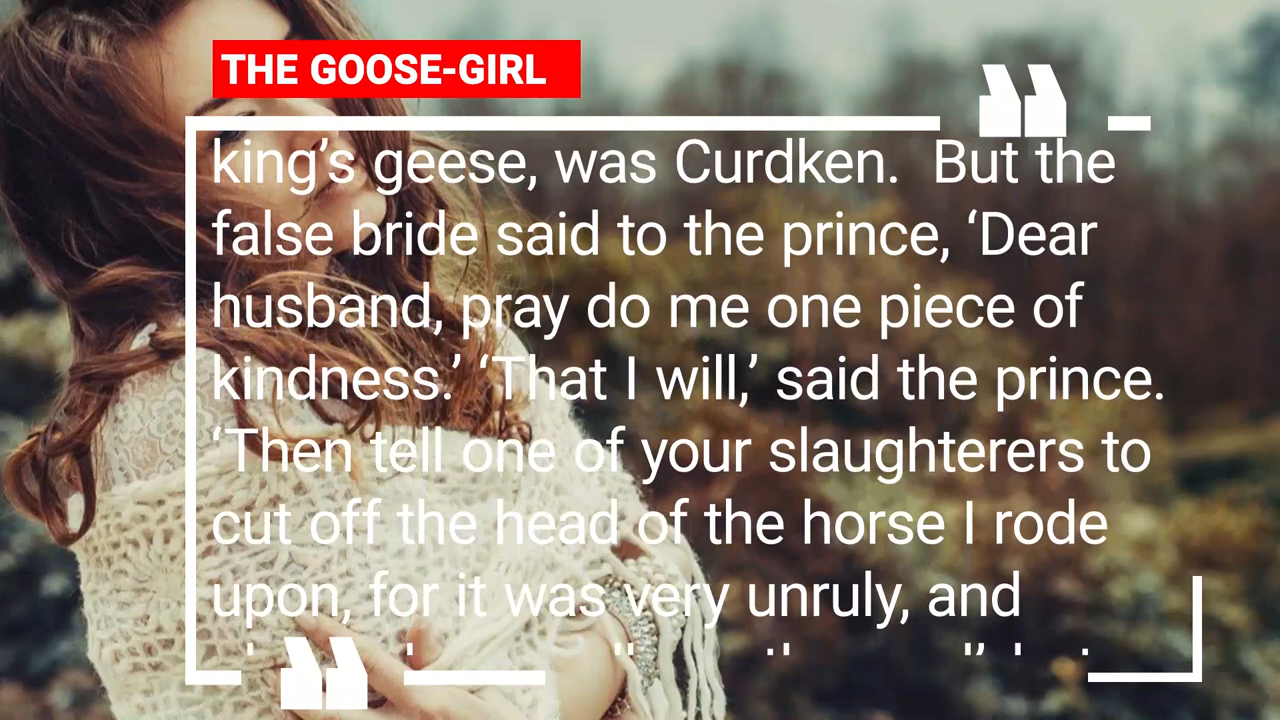 THE GOOSE-GIRL
king’s geese, was Curdken.  But the
false bride said to the prince, ‘Dear
husband, pray do me one piece of
kindness.’ ‘That I will,’ said the prince.
‘Then tell one of your slaughterers to
cut off the head of the horse I rode
upon, for it was very unruly, and